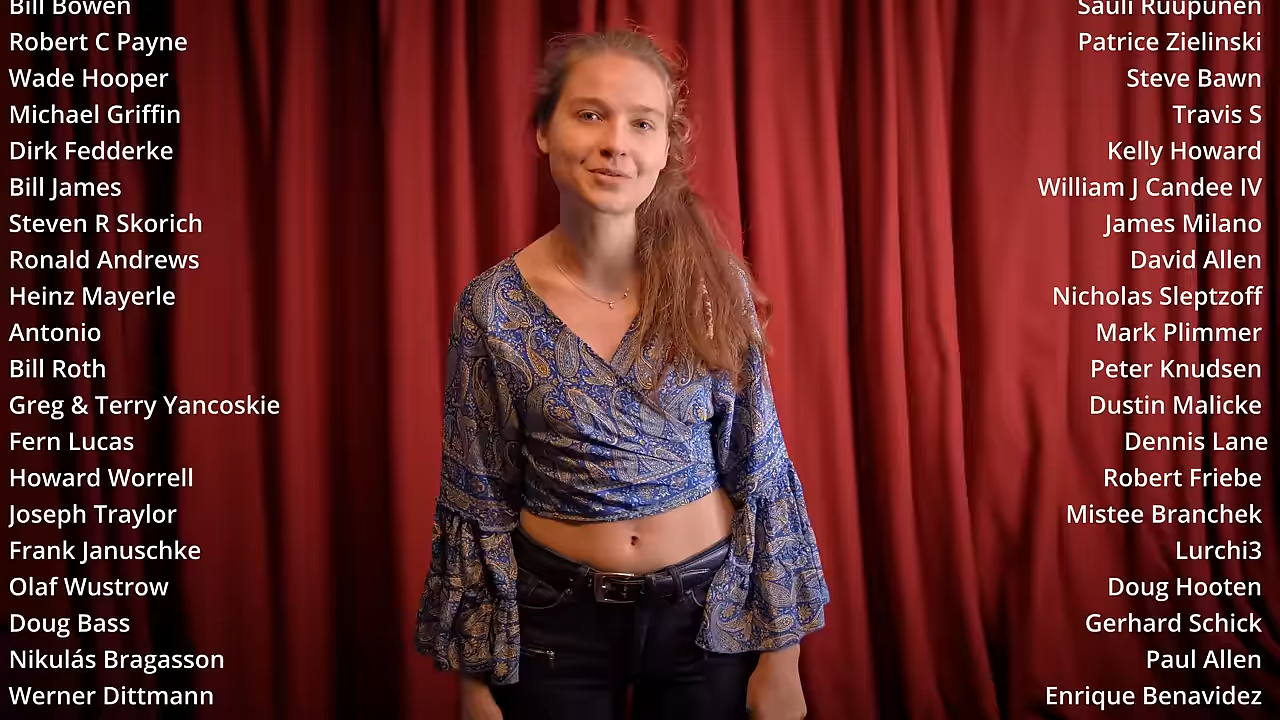 Bill Bowen
Robert C Payne
Wade Hooper
Michael Griffin
Dirk Fedderke
Bill James
Steven R Skorich
Ronald Andrews
Heinz Mayerle
Antonio
Bill Roth
Greg & Terry Yancoskie
Fern Lucas
Howard Worrell
Joseph Traylor
Frank Januschke
Olaf Wustrow
Doug Bass
Nikulás Bragasson
Werner Dittmann
Sauli Ruupunen
Patrice Zielinski
Steve Bawn
Travis S
Kelly Howard
William J Candee IV
James Milano
David Allen
Nicholas Sleptzoff
Mark Plimmer
Peter Knudsen
Dustin Malicke
Dennis Lane
Robert Friebe
Mistee Branchek
Lurchi3
Doug Hooten
Gerhard Schick
Paul Allen
Enrique Benavidez